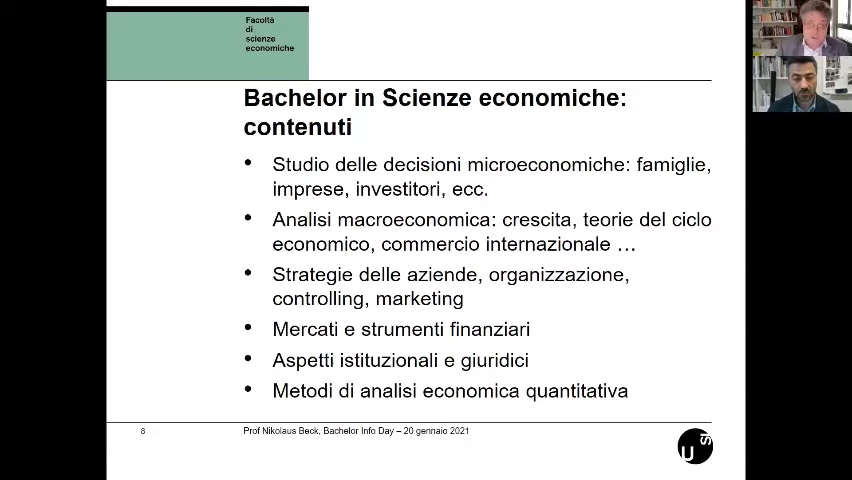 Facoltà
di
scienze
economiche
Bachelor in Scienze economiche:
contenuti
• Studio delle decisioni microeconomiche: famiglie,
imprese, investitori, ecc.
• Analisi macroeconomica: crescita, teorie del ciclo
economico, commercio internazionale …
• Strategie delle aziende, organizzazione,
controlling, marketing
• Mercati e strumenti finanziari
• Aspetti istituzionali e giuridici
• Metodi di analisi economica quantitativa
8
Prof Nikolaus Beck, Bachelor Info Day – 20 gennaio 2021
U
SI